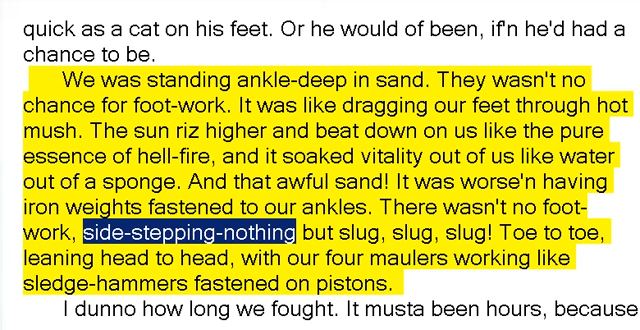 quick as a cat on his feet. Or he would of been, if'n he'd had a
chance to be.
We was standing ankle-deep in sand. They wasn't no
chance for foot-work. It was like dragging our feet through hot
mush. The sun riz higher and beat down on us like the pure
essence of hell-fire, and it soaked vitality out of us like water
out of a sponge. And that awful sand! It was worse'n having
iron weights fastened to our ankles. There wasn't no foot-
work, side-stepping-nothing but slug, slug, slug! Toe to toe,
leaning head to head, with our four maulers working like
sledge-hammers fastened on pistons.
I dunno how long we fought. It musta been hours, because